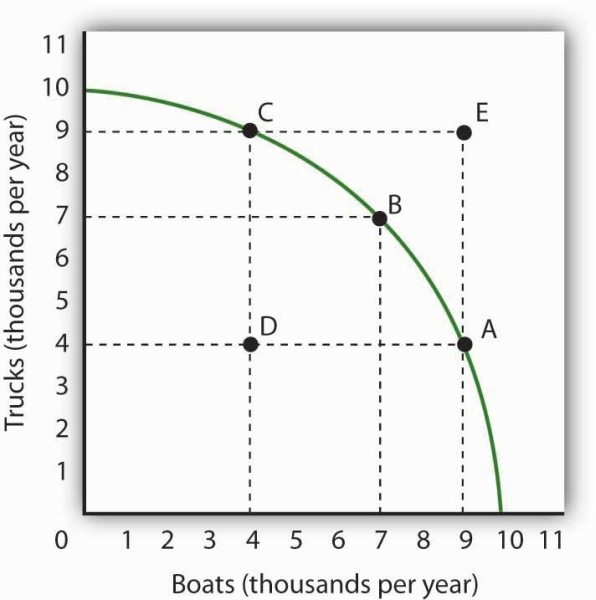 Trucks (thousands per year)
11
10
9
8
7
6
5
4
3
2
1
C
E
B
D
A
0 1 2 3 4 5 6 7 8 9 10 11
Boats (thousands per year)